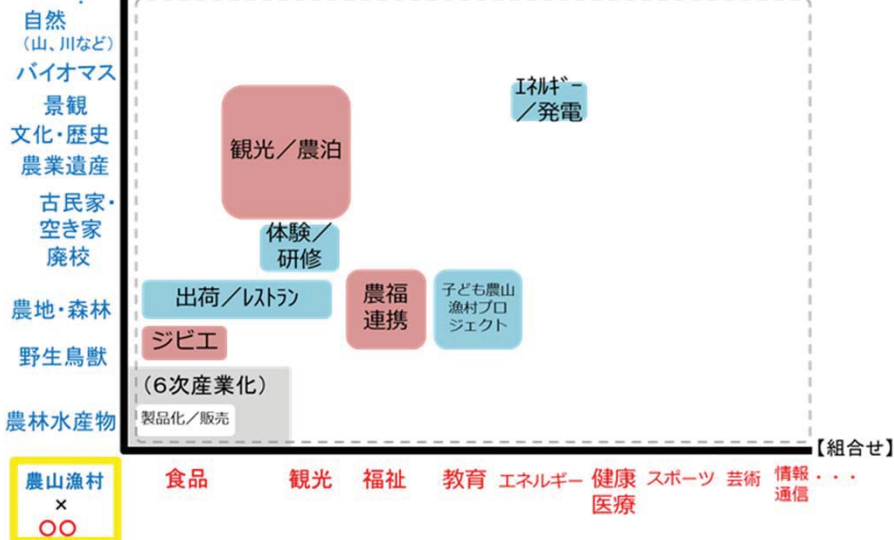 自然
（山、川など）
バイオマス
景観
文化・歴史
農業遺産
古民家・
空き家
廃校
農地・森林
野生鳥獣
農林水産物
ｴﾈﾙｷﾞｰ
／発電
観光／農泊
体験／
研修
出荷／ﾚｽﾄﾗﾝ
農福
連携
子ども農山
漁村プロ
ジェクト
ジビエ
（６次産業化）
製品化／販売
【組合せ】
農山漁村
×
○○
食品
観光
福祉
教育
エネルギー
健康
医療
スポーツ
芸術
情報
通信
・・・